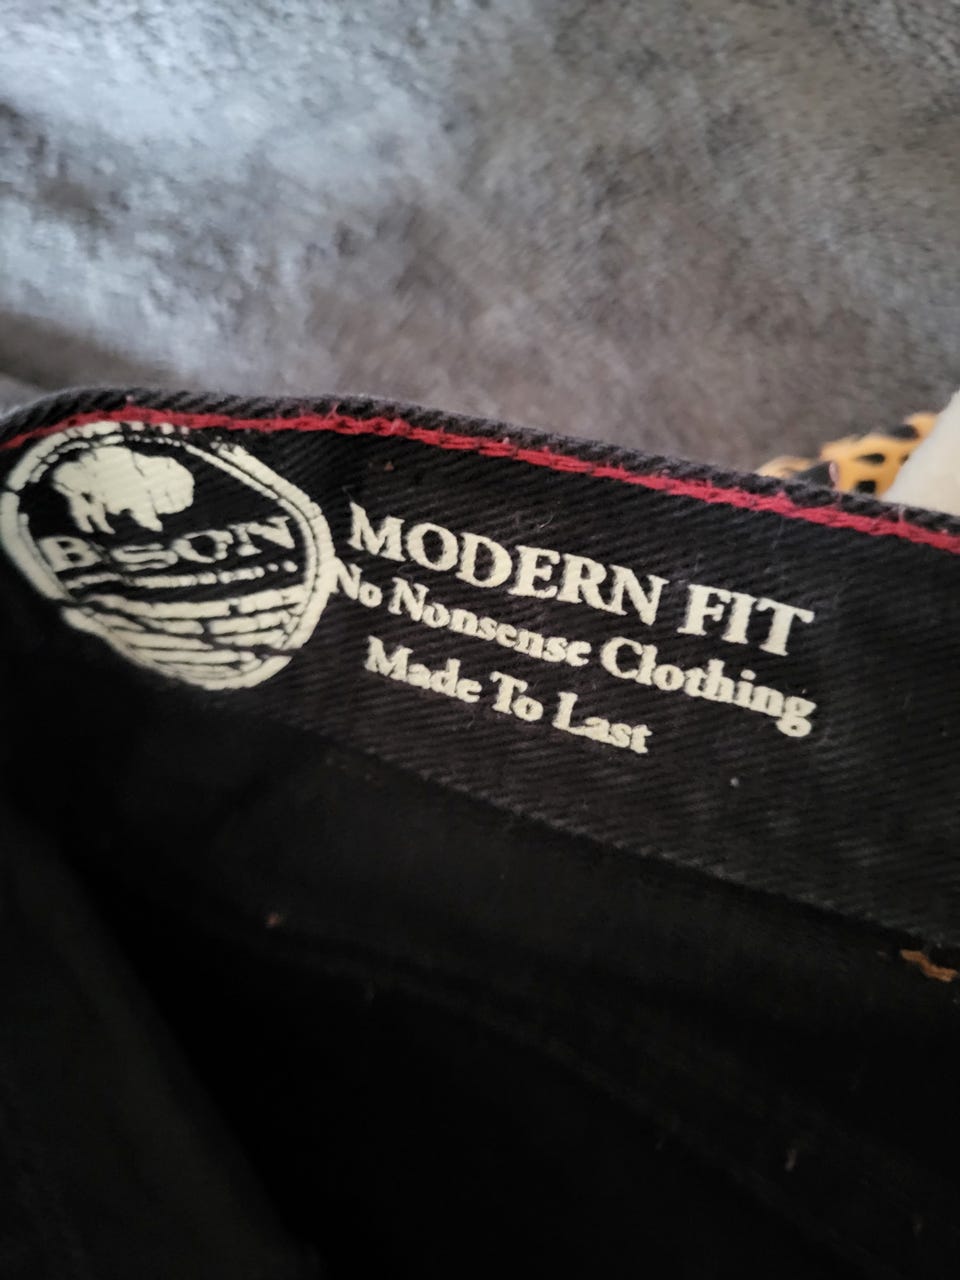 BISON
MODERN FIT
No Nonsense Clothing
Made To Last